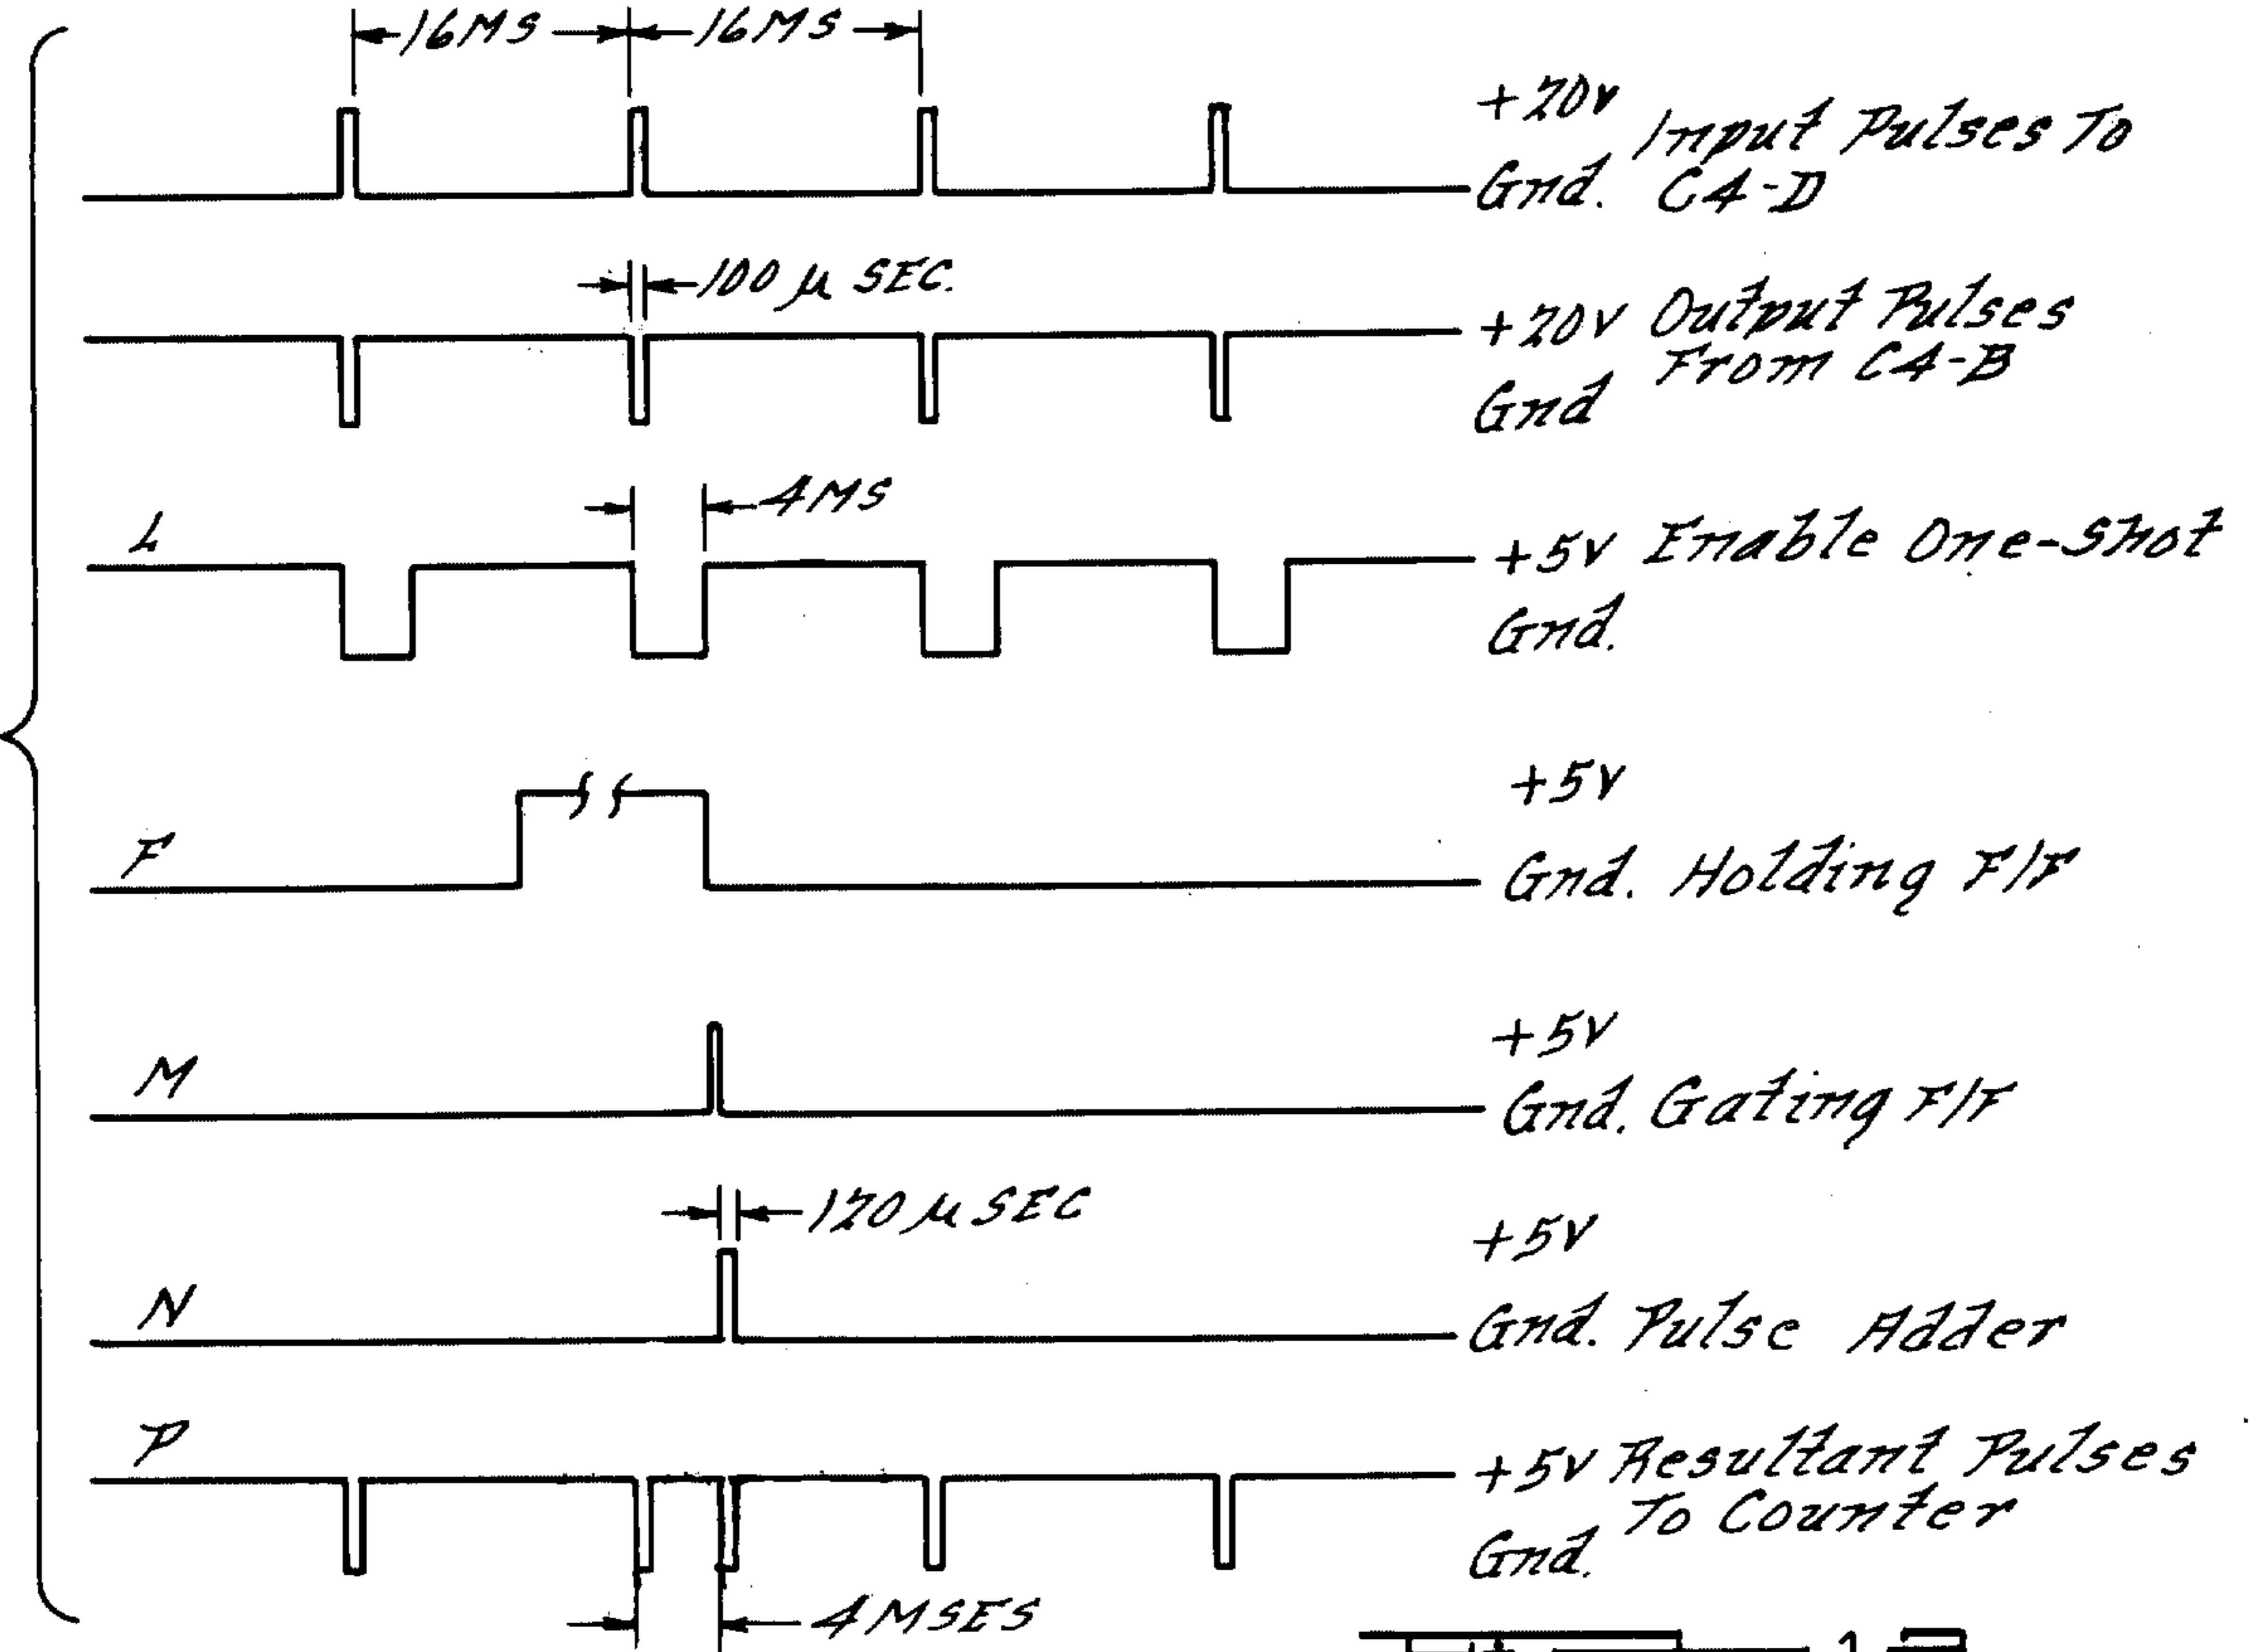 16MS 16MS
+20V Input Pulses To
Gnd. C4-D
100 μ SEC.
+20V Output Pulses
From C4-B
Gnd
4MS
L +5V Enable One-Shot
Gnd.
+5V
F Gnd. Holding F/F
+5V
M Gnd. Gating F/F
120 μ SEC
+5V
N Gnd. Pulse Adder
P +5V Resultant Pulses
To Counter
Gnd.
4 MSES